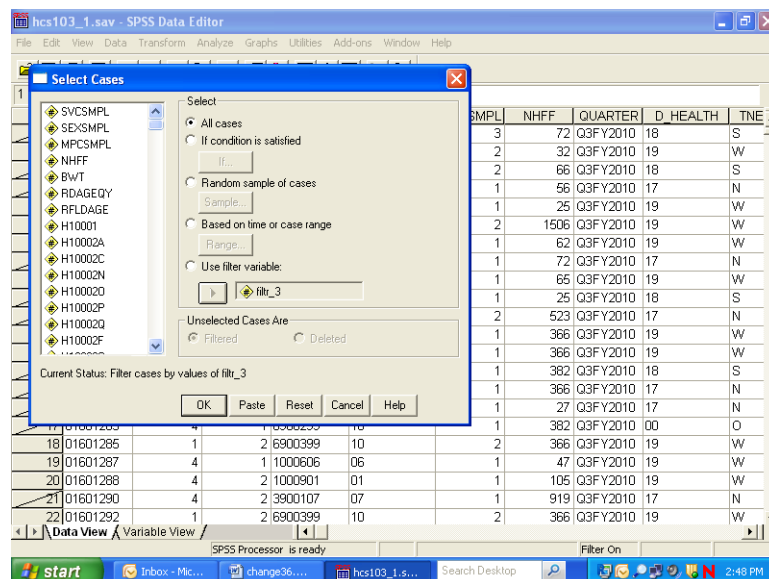 hcs103_1.sav - SPSS Data Editor
File Edit View Data Transform Analyze Graphs Utilities Add-ons Window Help
Select Cases
1
SVCSMPL
SEXSMPL
MPCSMPL
NHFF
BWT
RDAGEQY
RFLDAGE
H10001
H10002A
H10002C
H10002N
H10002O
H10002P
H10002Q
H10002F
Select
All cases
If condition is satisfied
If...
Random sample of cases
Sample...
Based on time or case range
Range...
Use filter variable:
filtr_3
Unselected Cases Are
Filtered Deleted
Current Status: Filter cases by values of filtr_3
OK Paste Reset Cancel Help
SMPL NHFF QUARTER D_HEALTH TNE
3 72 Q3FY2010 18 S
2 32 Q3FY2010 19 W
2 66 Q3FY2010 18 S
1 56 Q3FY2010 17 N
1 25 Q3FY2010 19 W
2 1506 Q3FY2010 19 W
1 62 Q3FY2010 19 W
1 72 Q3FY2010 17 N
1 65 Q3FY2010 19 W
1 25 Q3FY2010 18 S
2 523 Q3FY2010 17 N
1 366 Q3FY2010 19 W
1 366 Q3FY2010 19 W
1 382 Q3FY2010 18 S
1 366 Q3FY2010 17 N
1 27 Q3FY2010 17 N
1 382 Q3FY2010 00 O
18 01601285 1 2 6900399 10 2 366 Q3FY2010 19 W
19 01601287 4 1 1000606 06 1 47 Q3FY2010 19 W
20 01601288 4 2 1000901 01 1 105 Q3FY2010 19 W
21 01601290 4 2 3900107 07 1 919 Q3FY2010 17 N
22 01601292 1 2 6900399 10 2 366 Q3FY2010 19 W
Data View Variable View
SPSS Processor is ready
Filter On
start
Inbox - Mic...
change36....
hcs103_1.s...
Search Desktop
2:48 PM